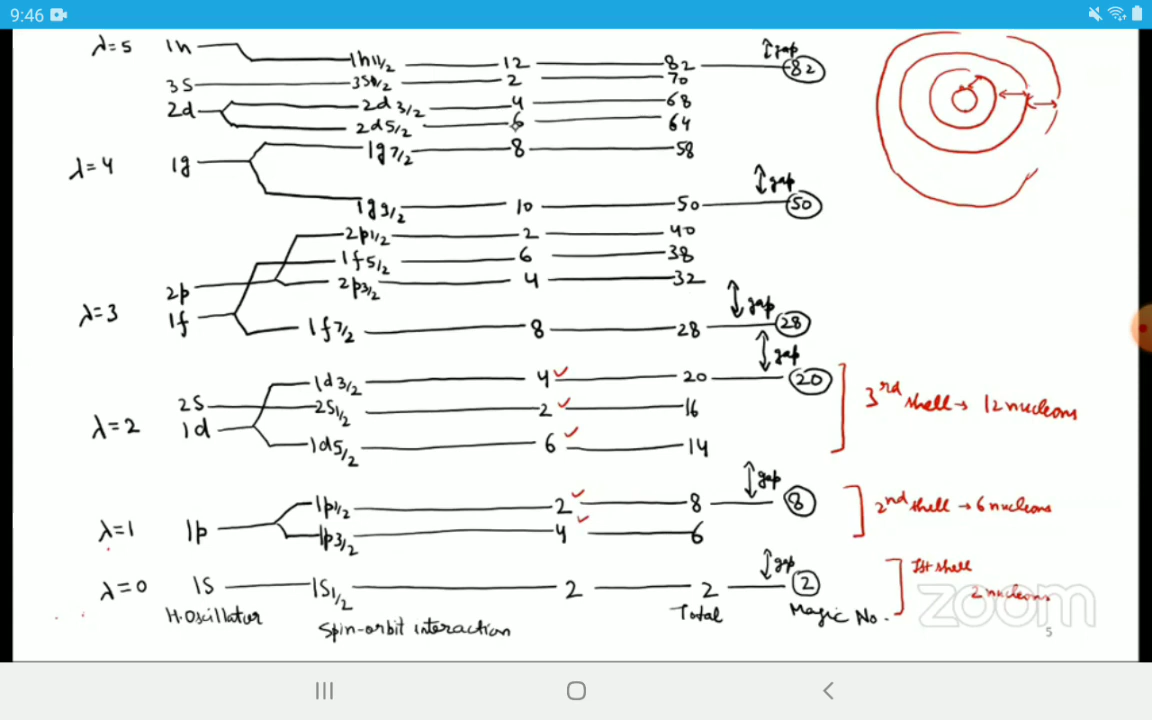 9:46
λ=5 1h 1h11/2 12 82 gap 82
3s 3s1/2 2 70
2d 2d3/2 4 68
2d5/2 6 64
λ=4 1g 1g7/2 8 58
gap
1g9/2 10 50 50
2p1/2 2 40
1f5/2 6 38
2p 2p3/2 4 32
λ=3 1f 1f7/2 8 28 gap 28
gap
1d3/2 4 20 20
2s 2s1/2 2 16 3rd shell → 12 nucleons
λ=2 1d 1d5/2 6 14
gap
1p1/2 2 8 8 2nd shell → 6 nucleons
λ=1 1p 1p3/2 4 6
gap 1st shell
λ=0 1s 1s1/2 2 2 2 2 nucleons
H.Oscillator Spin-orbit interaction Total Magic No.
zoom
5